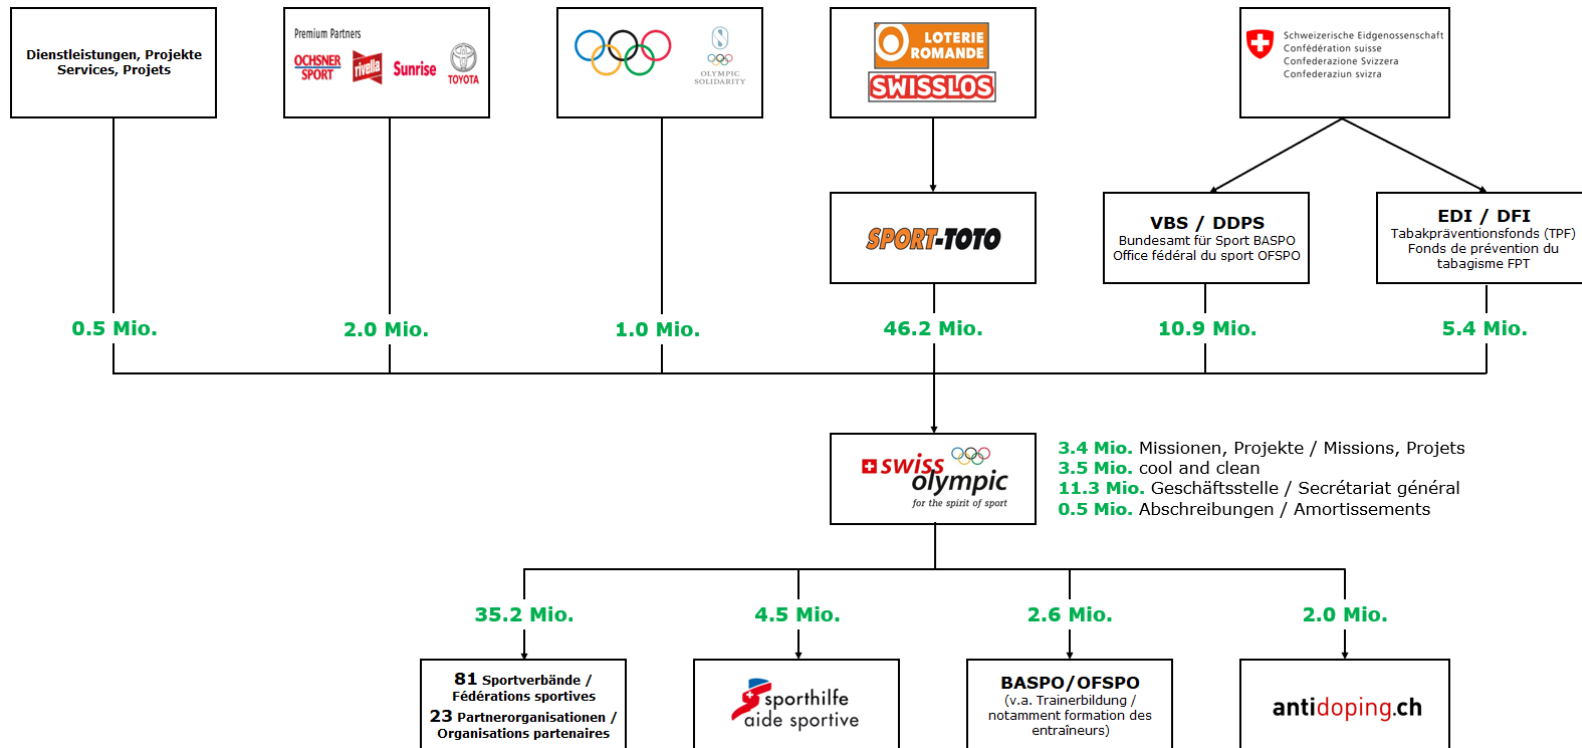 Dienstleistungen, Projekte
Services, Projets
Premium Partners
OCHSNER
SPORT
rivella
Sunrise
TOYOTA
OLYMPIC
SOLIDARITY
LOTERIE
ROMANDE
SWISSLOS
Schweizerische Eidgenossenschaft
Confédération suisse
Confederazione Svizzera
Confederaziun svizra
SPORT-TOTO
VBS / DDPS
Bundesamt für Sport BASPO
Office fédéral du sport OFSPO
EDI / DFI
Tabakpräventionsfonds (TPF)
Fonds de prévention du
tabagisme FPT
0.5 Mio.
2.0 Mio.
1.0 Mio.
46.2 Mio.
10.9 Mio.
5.4 Mio.
swiss
olympic
for the spirit of sport
3.4 Mio. Missionen, Projekte / Missions, Projets
3.5 Mio. cool and clean
11.3 Mio. Geschäftsstelle / Secrétariat général
0.5 Mio. Abschreibungen / Amortissements
35.2 Mio.
4.5 Mio.
2.6 Mio.
2.0 Mio.
81 Sportverbände /
Fédérations sportives
23 Partnerorganisationen /
Organisations partenaires
sporthilfe
aide sportive
BASPO/OFSPO
(v.a. Trainerbildung /
notamment formation des
entraîneurs)
antidoping.ch